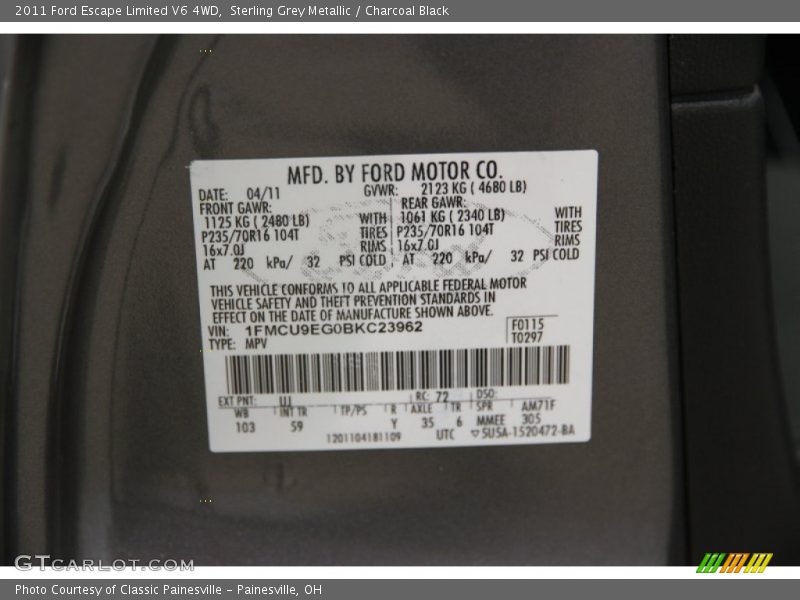 2011 Ford Escape Limited V6 4WD, Sterling Grey Metallic / Charcoal Black
MFD. BY FORD MOTOR CO.
DATE: 04/11 GVWR: 2123 KG ( 4680 LB)
FRONT GAWR: REAR GAWR:
1125 KG ( 2480 LB) WITH 1061 KG ( 2340 LB) WITH
P235/70R16 104T TIRES P235/70R16 104T TIRES
16x7.0J RIMS 16x7.0J RIMS
AT 220 kPa/ 32 PSI COLD, AT 220 kPa/ 32 PSI COLD
THIS VEHICLE CONFORMS TO ALL APPLICABLE FEDERAL MOTOR
VEHICLE SAFETY AND THEFT PREVENTION STANDARDS IN
EFFECT ON THE DATE OF MANUFACTURE SHOWN ABOVE.
VIN: 1FMCU9EG0BKC23962 F0115
TYPE: MPV T0297
EXT PNT: UJ RC: 72 DSO:
WB INT TR TP/PS R AXLE TR SPR AM71F
103 59 Y 35 6 MMEE 305
1201104181109 UTC ▽5U5A-1520472-BA
GTCARLOT.COM
Photo Courtesy of Classic Painesville - Painesville, OH